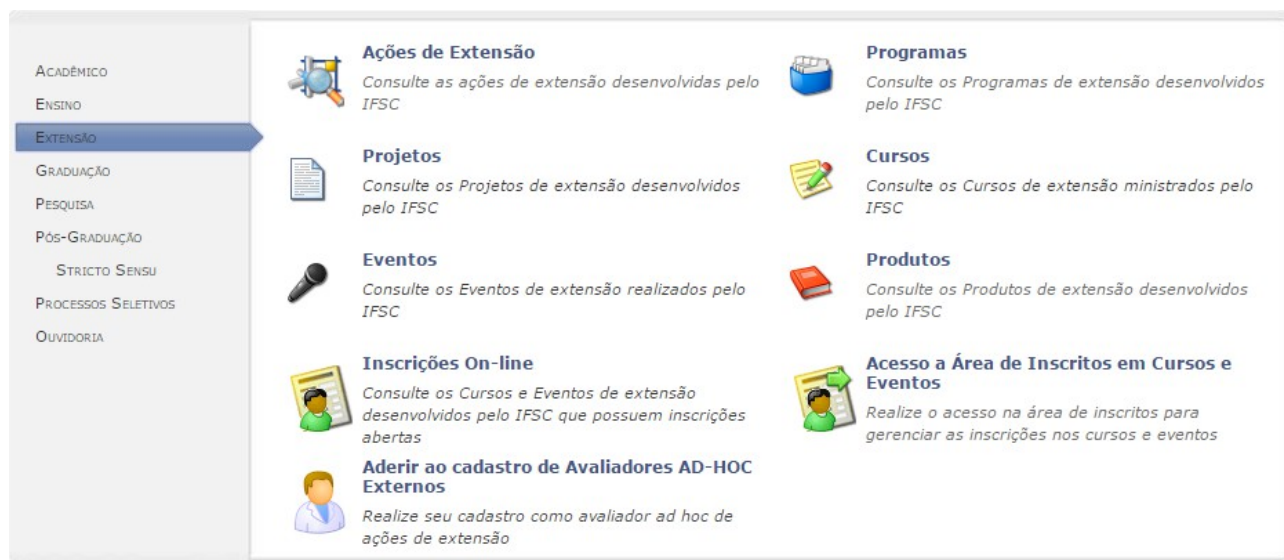 Acadêmico
Ensino
Extensão
Graduação
Pesquisa
Pós-Graduação
Stricto Sensu
Processos Seletivos
Ouvidoria
Ações de Extensão
Consulte as ações de extensão desenvolvidas pelo
IFSC
Programas
Consulte os Programas de extensão desenvolvidos
pelo IFSC
Projetos
Consulte os Projetos de extensão desenvolvidos
pelo IFSC
Cursos
Consulte os Cursos de extensão ministrados pelo
IFSC
Eventos
Consulte os Eventos de extensão realizados pelo
IFSC
Produtos
Consulte os Produtos de extensão desenvolvidos
pelo IFSC
Inscrições On-line
Consulte os Cursos e Eventos de extensão
desenvolvidos pelo IFSC que possuem inscrições
abertas
Acesso a Área de Inscritos em Cursos e
Eventos
Realize o acesso na área de inscritos para
gerenciar as inscrições nos cursos e eventos
Aderir ao cadastro de Avaliadores AD-HOC
Externos
Realize seu cadastro como avaliador ad hoc de
ações de extensão